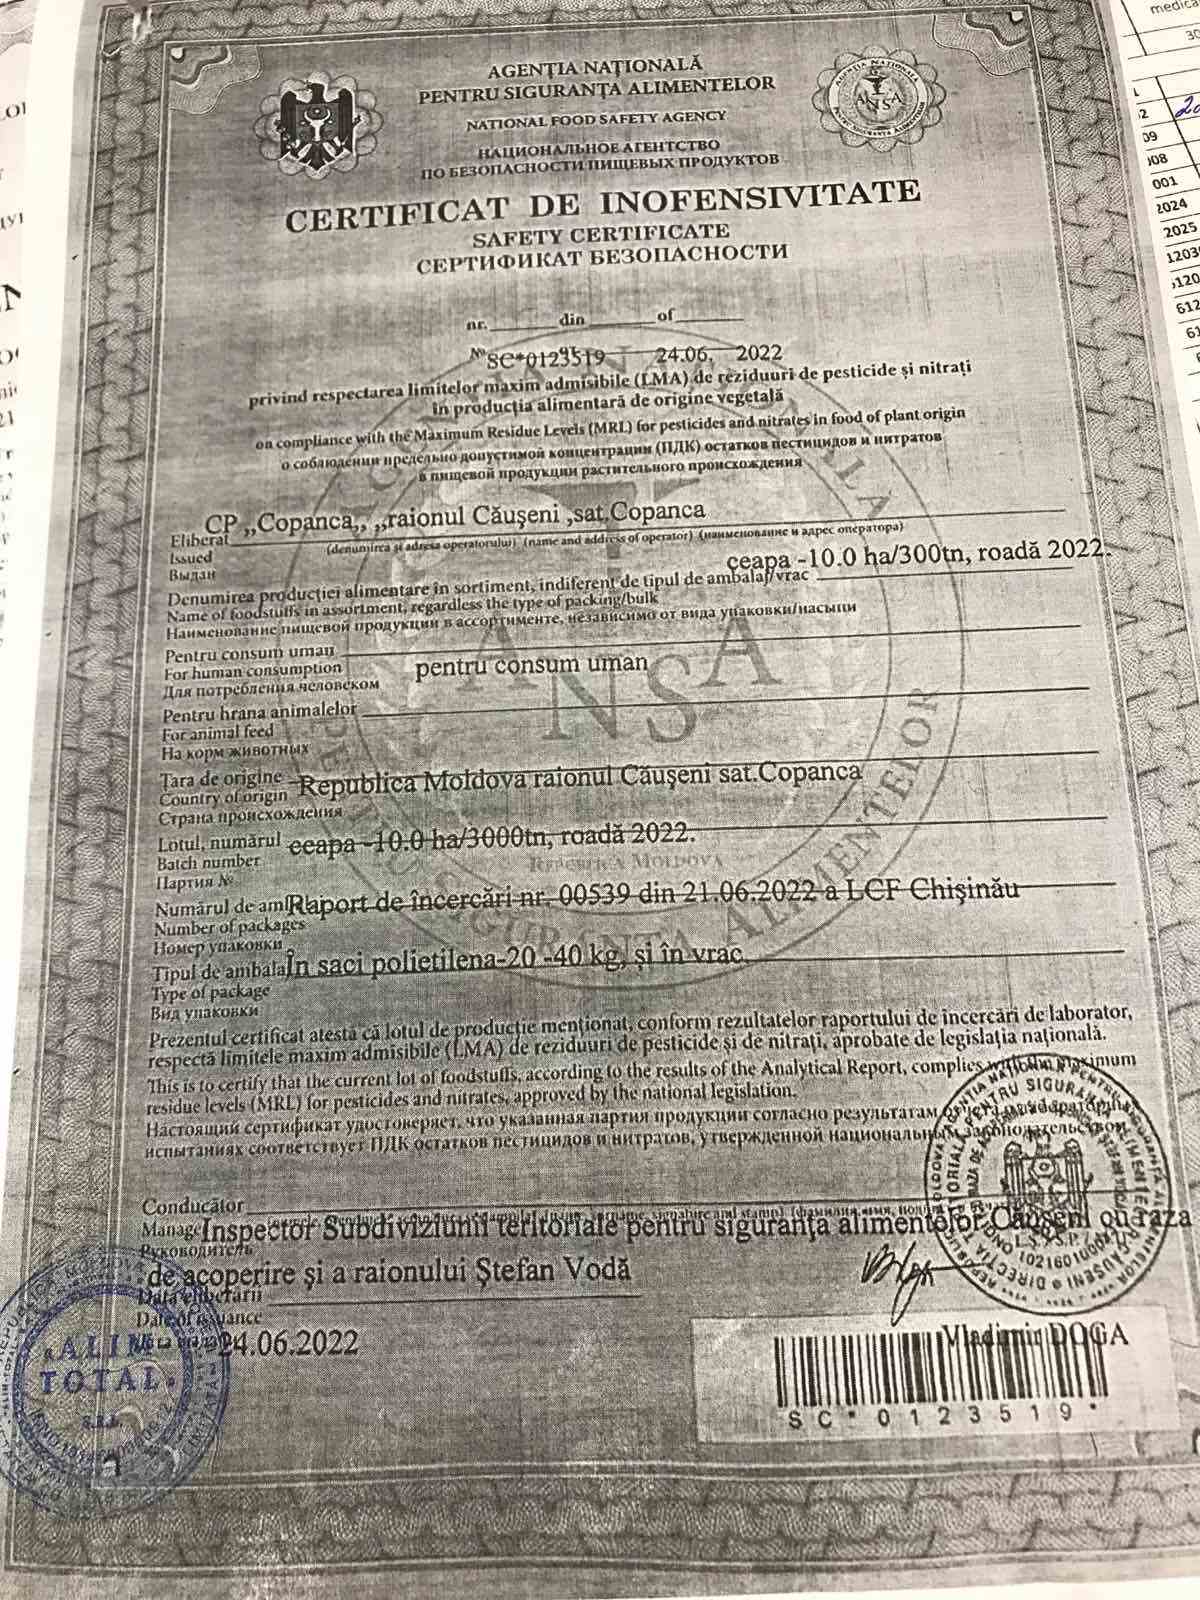 AGENȚIA NAȚIONALĂ
PENTRU SIGURANȚA ALIMENTELOR
NATIONAL FOOD SAFETY AGENCY
НАЦИОНАЛЬНОЕ АГЕНТСТВО
ПО БЕЗОПАСНОСТИ ПИЩЕВЫХ ПРОДУКТОВ
CERTIFICAT DE INOFENSIVITATE
SAFETY CERTIFICATE
СЕРТИФИКАТ БЕЗОПАСНОСТИ
nr. din of
№ SC*0123519 24.06. 2022
privind respectarea limitelor maxim admisibile (LMA) de reziduuri de pesticide și nitrați
în producția alimentară de origine vegetală
on compliance with the Maximum Residue Levels (MRL) for pesticides and nitrates in food of plant origin
о соблюдении предельно допустимой концентрации (ПДК) остатков пестицидов и нитратов
в пищевой продукции растительного происхождения
CP ,,Copanca,, ,,raionul Căușeni ,sat.Copanca
Eliberat
(denumirea și adresa operatorului) (name and address of operator) (наименование и адрес оператора)
Issued
Выдан
ceapa -10.0 ha/300tn, roadă 2022.
Denumirea producției alimentare în sortiment, indiferent de tipul de ambalaj/vrac
Name of foodstuffs in assortment, regardless the type of packing/bulk
Наименование пищевой продукции в ассортименте, независимо от вида упаковки/насыпи
Pentru consum uman
For human consumption pentru consum uman
Для потребления человеком
Pentru hrana animalelor
For animal feed
На корм животных
Țara de origine Republica Moldova raionul Căușeni sat.Copanca
Country of origin
Страна происхождения
Lotul, numărul ceapa -10.0 ha/3000tn, roadă 2022.
Batch number
Партия №
REPUBLICA MOLDOVA
Numărul de am Raport de încercări nr. 00539 din 21.06.2022 a LCF Chișinău
Number of packages
Номер упаковки
Tipul de ambala În saci polietilena-20 -40 kg, și în vrac.
Type of package
Вид упаковки
Prezentul certificat atestă că lotul de producție menționat, conform rezultatelor raportului de încercări de laborator,
respectă limitele maxim admisibile (LMA) de reziduuri de pesticide și de nitrați, aprobate de legislația națională.
This is to certify that the current lot of foodstuffs, according to the results of the Analytical Report, complies maximum
residue levels (MRL) for pesticides and nitrates, approved by the national legislation.
Настоящий сертификат удостоверяет, что указанная партия продукции согласно результатам
испытаниях соответствует ПДК остатков пестицидов и нитратов, утвержденной национальным законодательством
Conducător
Manage Inspector Subdiviziunii teritoriale pentru siguranța alimentelor Căușeni cu raza
Руководитель
de acoperire și a raionului Ștefan Vodă
Data eliberării
Date of issuance
24.06.2022
Vladimir DOGA
SC*0123519*
ALIM
TOTAL
S.R.L.
ANSA
2024
2025